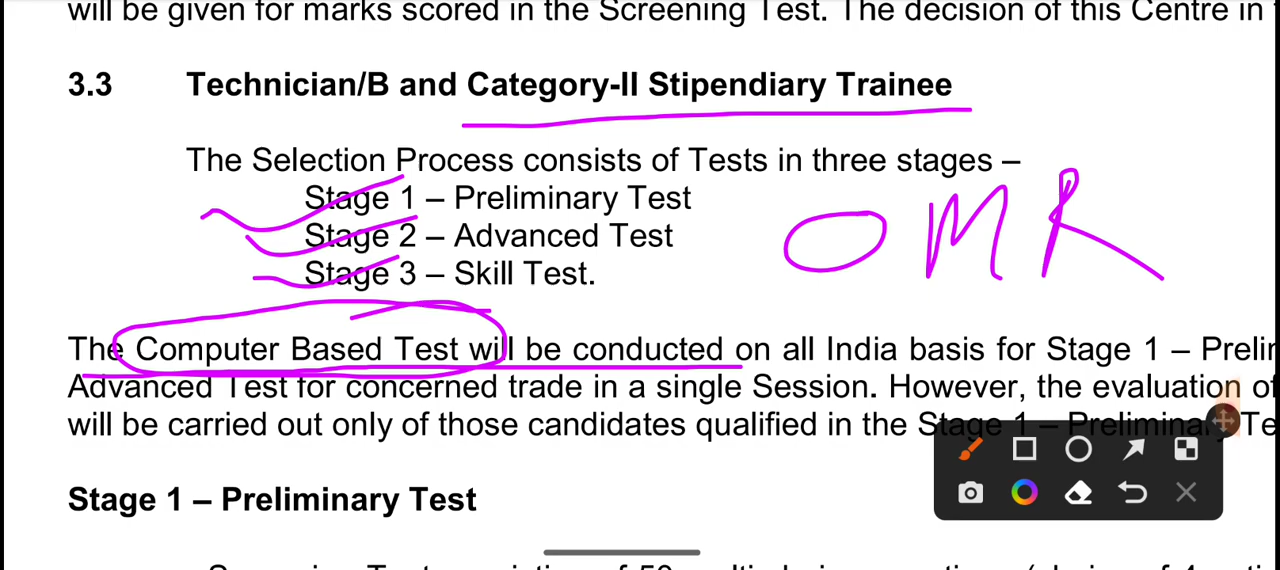 will be given for marks scored in the Screening Test. The decision of this Centre in
3.3 Technician/B and Category-II Stipendiary Trainee
The Selection Process consists of Tests in three stages –
Stage 1 – Preliminary Test
Stage 2 – Advanced Test
Stage 3 – Skill Test.
OMR
The Computer Based Test will be conducted on all India basis for Stage 1 –
Advanced Test for concerned trade in a single Session. However, the evaluation of
will be carried out only of those candidates qualified in the Stage 1 – Preliminary
Stage 1 – Preliminary Test